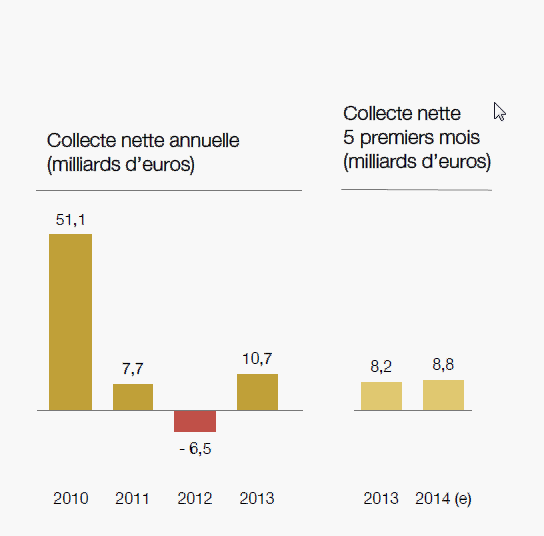 Collecte nette annuelle
(milliards d'euros)
51,1
7,7
- 6,5
10,7
2010 2011 2012 2013
Collecte nette
5 premiers mois
(milliards d'euros)
8,2
8,8
2013 2014 (e)